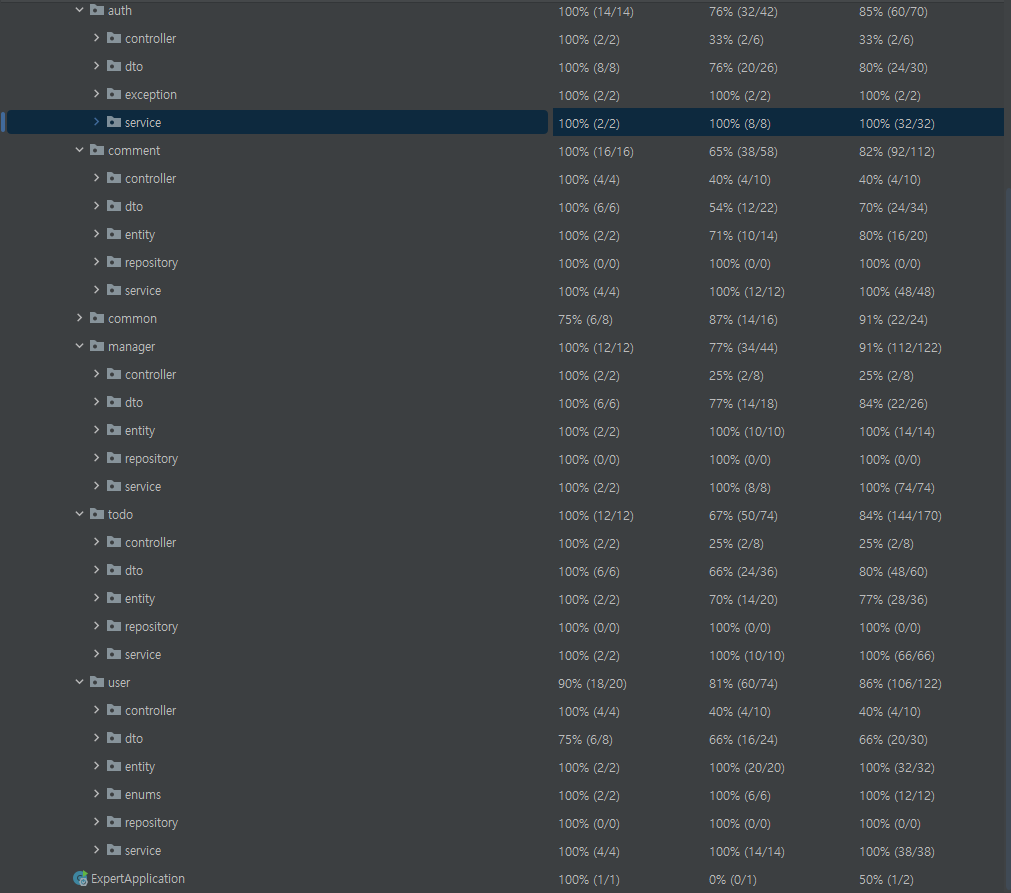 auth 100% (14/14) 76% (32/42) 85% (60/70)
controller 100% (2/2) 33% (2/6) 33% (2/6)
dto 100% (8/8) 76% (20/26) 80% (24/30)
exception 100% (2/2) 100% (2/2) 100% (2/2)
service 100% (2/2) 100% (8/8) 100% (32/32)
comment 100% (16/16) 65% (38/58) 82% (92/112)
controller 100% (4/4) 40% (4/10) 40% (4/10)
dto 100% (6/6) 54% (12/22) 70% (24/34)
entity 100% (2/2) 71% (10/14) 80% (16/20)
repository 100% (0/0) 100% (0/0) 100% (0/0)
service 100% (4/4) 100% (12/12) 100% (48/48)
common 75% (6/8) 87% (14/16) 91% (22/24)
manager 100% (12/12) 77% (34/44) 91% (112/122)
controller 100% (2/2) 25% (2/8) 25% (2/8)
dto 100% (6/6) 77% (14/18) 84% (22/26)
entity 100% (2/2) 100% (10/10) 100% (14/14)
repository 100% (0/0) 100% (0/0) 100% (0/0)
service 100% (2/2) 100% (8/8) 100% (74/74)
todo 100% (12/12) 67% (50/74) 84% (144/170)
controller 100% (2/2) 25% (2/8) 25% (2/8)
dto 100% (6/6) 66% (24/36) 80% (48/60)
entity 100% (2/2) 70% (14/20) 77% (28/36)
repository 100% (0/0) 100% (0/0) 100% (0/0)
service 100% (2/2) 100% (10/10) 100% (66/66)
user 90% (18/20) 81% (60/74) 86% (106/122)
controller 100% (4/4) 40% (4/10) 40% (4/10)
dto 75% (6/8) 66% (16/24) 66% (20/30)
entity 100% (2/2) 100% (20/20) 100% (32/32)
enums 100% (2/2) 100% (6/6) 100% (12/12)
repository 100% (0/0) 100% (0/0) 100% (0/0)
service 100% (4/4) 100% (14/14) 100% (38/38)
ExpertApplication 100% (1/1) 0% (0/1) 50% (1/2)